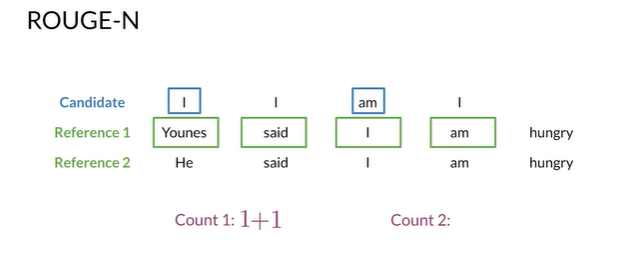 ROUGE-N
Candidate I I am I
Reference 1 Younes said I am hungry
Reference 2 He said I am hungry
Count 1: 1+1 Count 2: